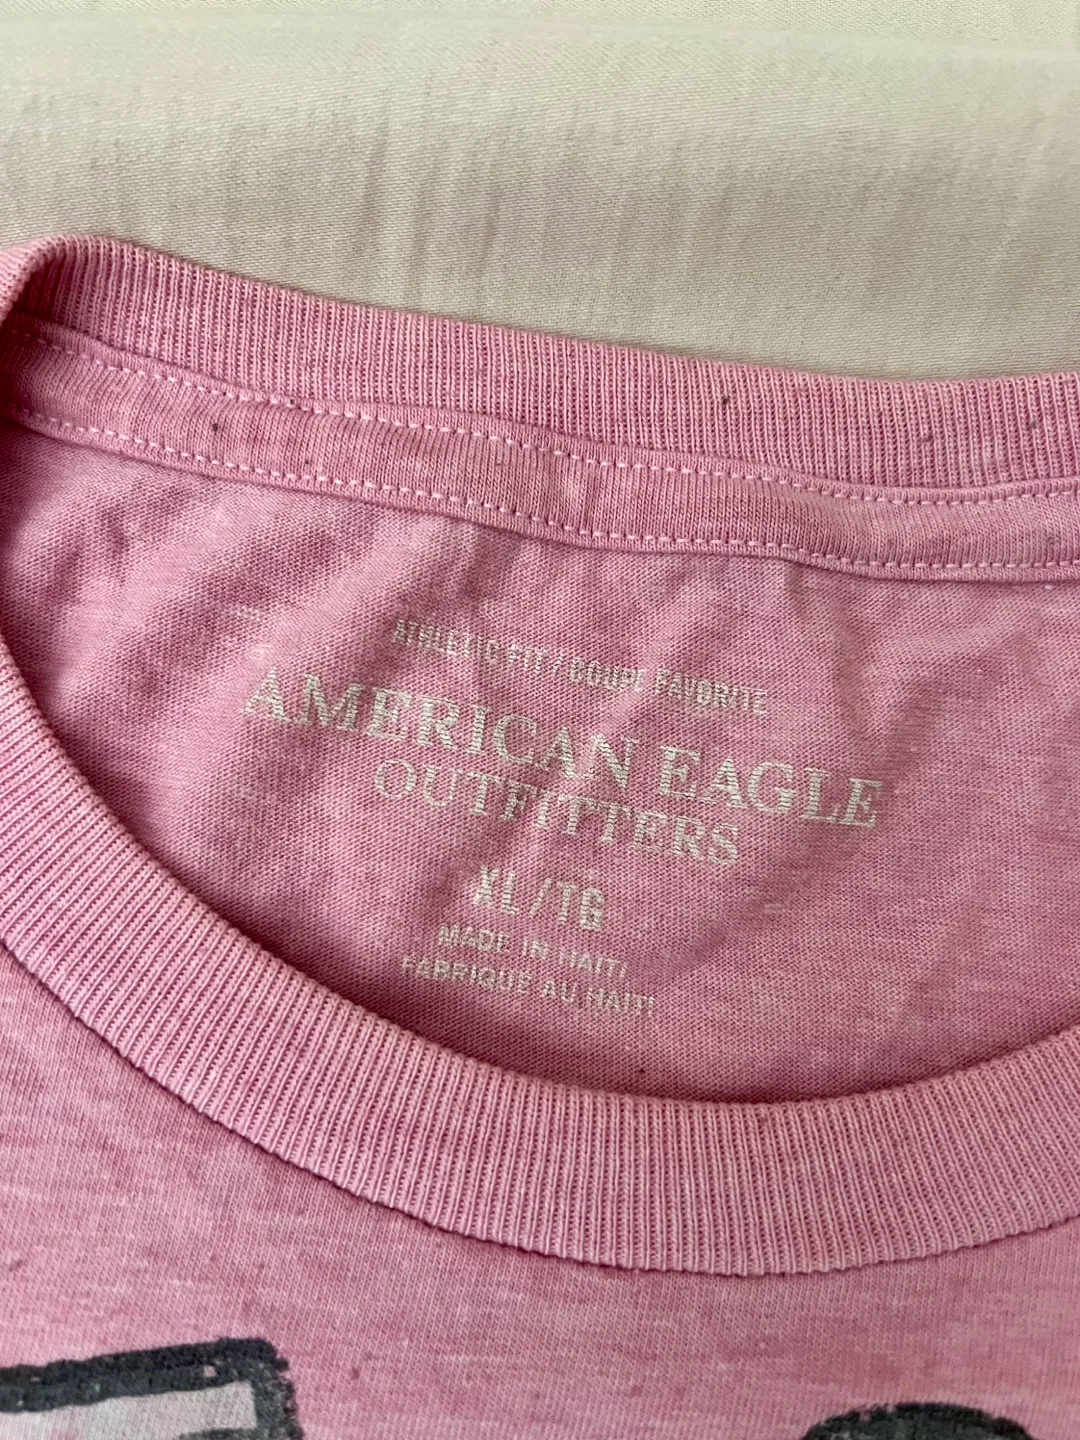 ATHLETIC FIT / COUPE FAVORITE
AMERICAN EAGLE
OUTFITTERS
XL/TG
MADE IN HAITI
FABRIQUE AU HAITI